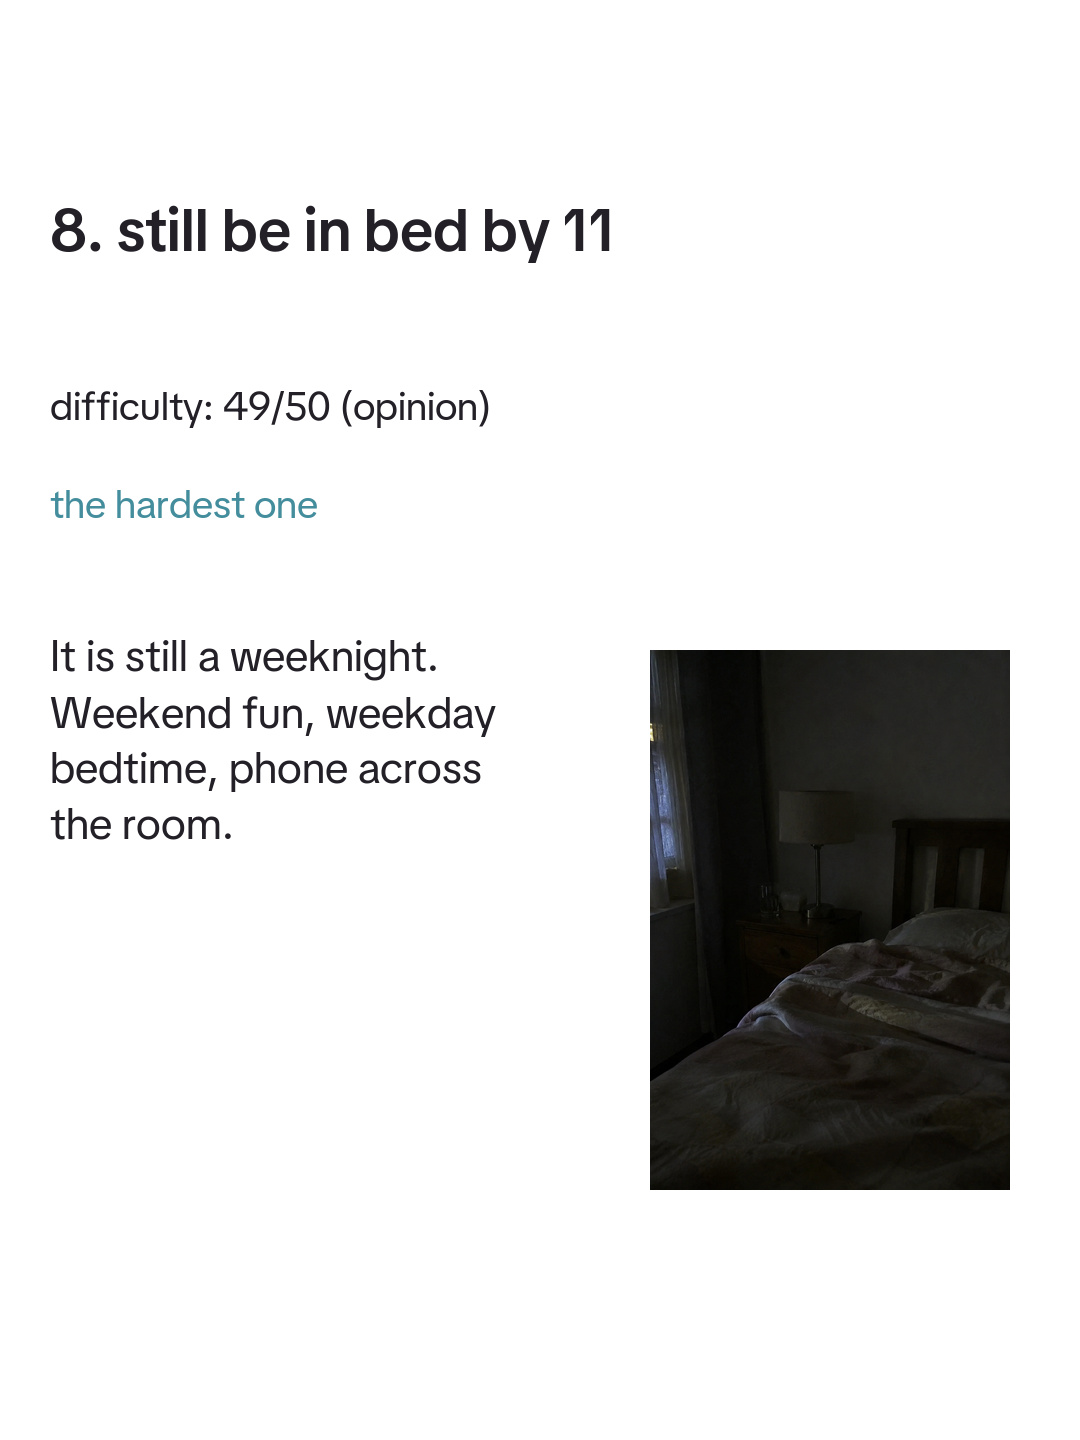 8. still be in bed by 11
difficulty: 49/50 (opinion)
the hardest one
It is still a weeknight.
Weekend fun, weekday
bedtime, phone across
the room.